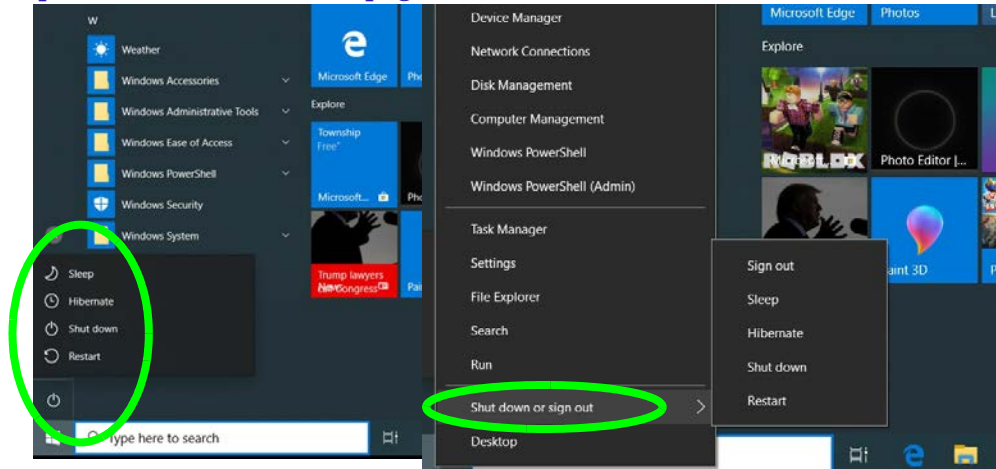 W
Weather
Windows Accessories
Windows Administrative Tools
Windows Ease of Access
Windows PowerShell
Windows Security
Windows System
Sleep
Hibernate
Shut down
Restart
Type here to search
Microsoft Edge
Explore
Township
Free*
Microsoft...
Trump lawyers
Congress
Device Manager
Network Connections
Disk Management
Computer Management
Windows PowerShell
Windows PowerShell (Admin)
Task Manager
Settings
File Explorer
Search
Run
Shut down or sign out
Desktop
Sign out
Sleep
Hibernate
Shut down
Restart
Microsoft Edge Photos
Explore
ROBLOX
Photo Editor |...
aint 3D